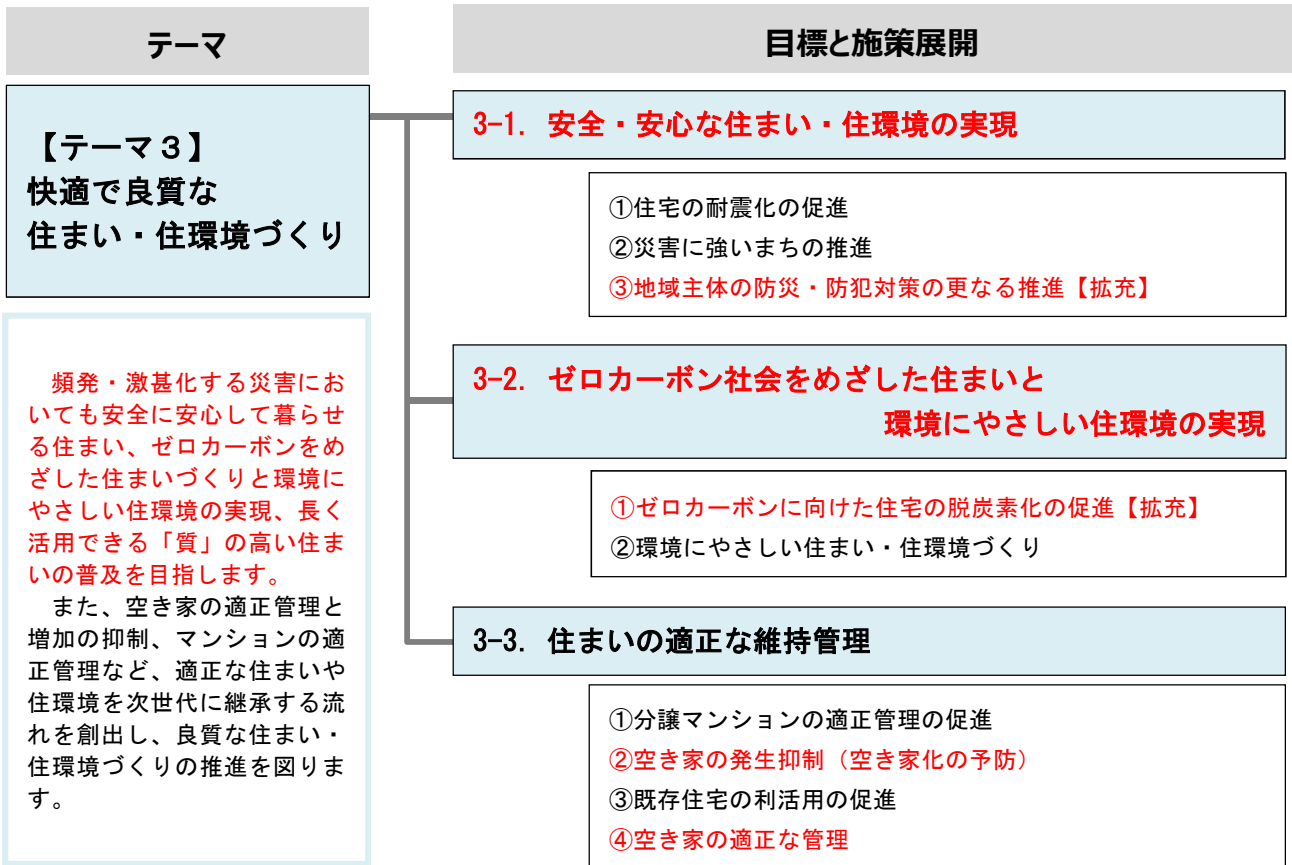 テーマ
【テーマ３】
快適で良質な
住まい・住環境づくり
頻発・激甚化する災害にお
いても安全に安心して暮らせ
る住まい、ゼロカーボンをめ
ざした住まいづくりと環境に
やさしい住環境の実現、長く
活用できる「質」の高い住ま
いの普及を目指します。
また、空き家の適正管理と
増加の抑制、マンションの適
正管理など、適正な住まいや
住環境を次世代に継承する流
れを創出し、良質な住まい・
住環境づくりの推進を図りま
す。
目標と施策展開
3-1. 安全・安心な住まい・住環境の実現
①住宅の耐震化の促進
②災害に強いまちの推進
③地域主体の防災・防犯対策の更なる推進【拡充】
3-2. ゼロカーボン社会をめざした住まいと
環境にやさしい住環境の実現
①ゼロカーボンに向けた住宅の脱炭素化の促進【拡充】
②環境にやさしい住まい・住環境づくり
3-3. 住まいの適正な維持管理
①分譲マンションの適正管理の促進
②空き家の発生抑制（空き家化の予防）
③既存住宅の利活用の促進
④空き家の適正な管理